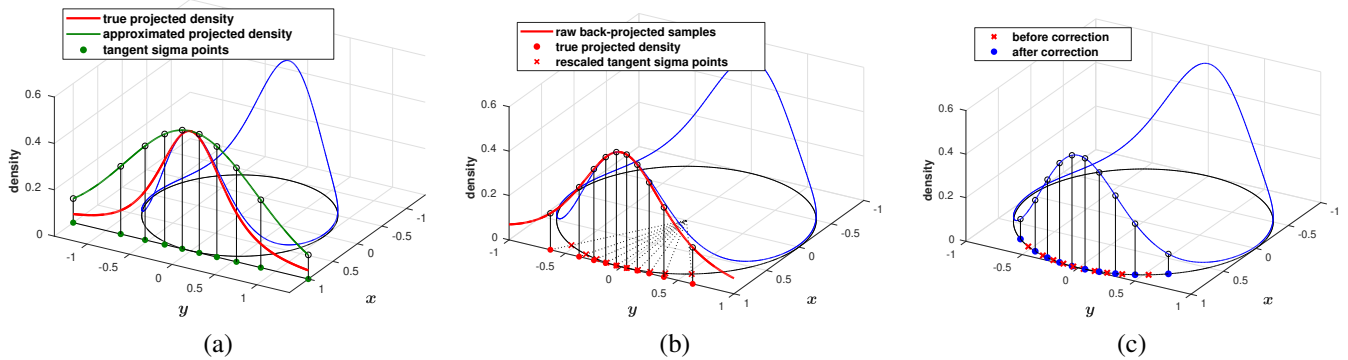 true projected density
approximated projected density
tangent sigma points
0.6
0.4
0.2
0
density
-1
-0.5
0
0.5
1
y
-1
-0.5
0
0.5
1
x
(a)
raw back-projected samples
true projected density
rescaled tangent sigma points
0.6
0.4
0.2
0
density
-1
-0.5
0
0.5
1
y
-1
-0.5
0
0.5
1
x
(b)
before correction
after correction
0.6
0.4
0.2
0
density
-1
-0.5
0
0.5
1
y
-1
-0.5
0
0.5
1
x
(c)